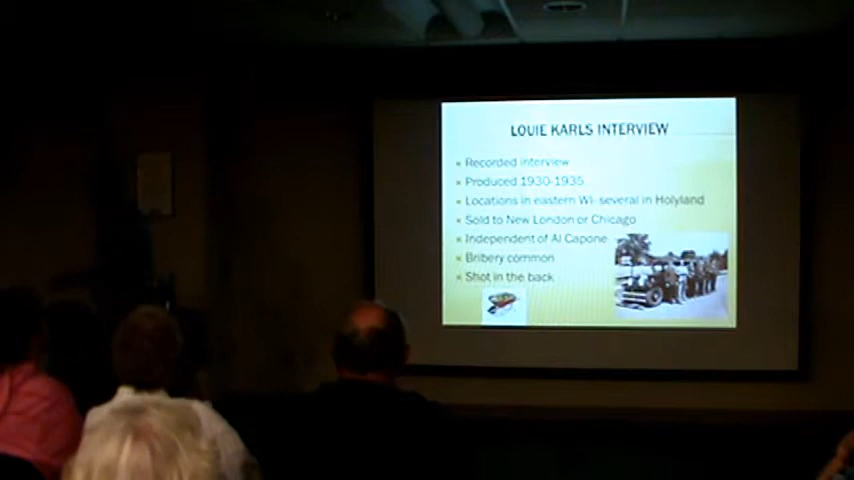 LOUIE KARLS INTERVIEW
Recorded interview
Produced 1930-1935
Locations in eastern WI- several in Holyland
Sold to New London or Chicago
Independent of Al Capone
Bribery common
Shot in the back